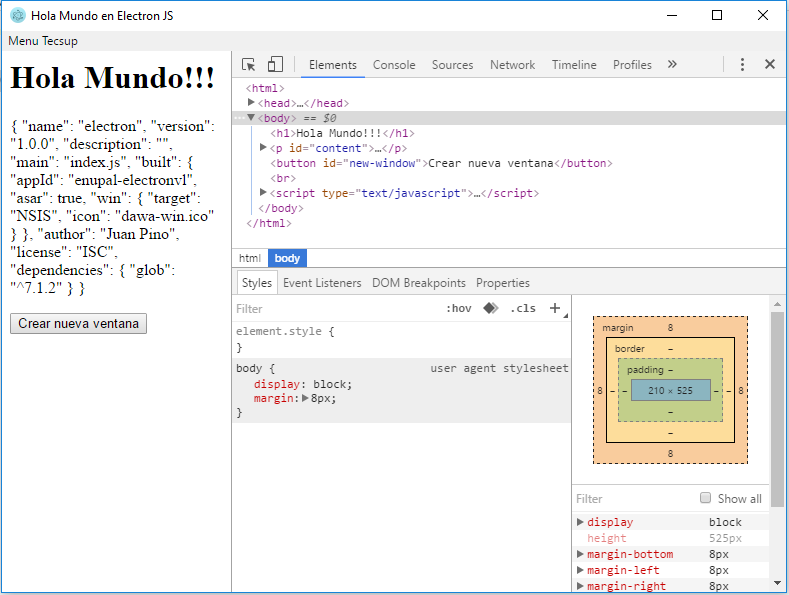 Hola Mundo en Electron JS
Menu Tecsup
Hola Mundo!!!
{ "name": "electron", "version":
"1.0.0", "description": "",
"main": "index.js", "built": {
"appId": "enupal-electronv1",
"asar": true, "win": { "target":
"NSIS", "icon": "dawa-win.ico"
} }, "author": "Juan Pino",
"license": "ISC",
"dependencies": { "glob":
"^7.1.2" } }
Crear nueva ventana
Elements Console Sources Network Timeline Profiles »
<html>
<head>…</head>
<body> == $0
<h1>Hola Mundo!!!</h1>
<p id="content">…</p>
<button id="new-window">Crear nueva ventana</button>
<br>
<script type="text/javascript">…</script>
</body>
</html>
html body
Styles Event Listeners DOM Breakpoints Properties
Filter :hov .cls +
element.style {
}
body { user agent stylesheet
display: block;
margin: 8px;
}
margin 8
border –
padding –
8 – – 210 × 525 – – 8
–
–
8
Filter Show all
display block
height 525px
margin-bottom 8px
margin-left 8px
margin-right 8px